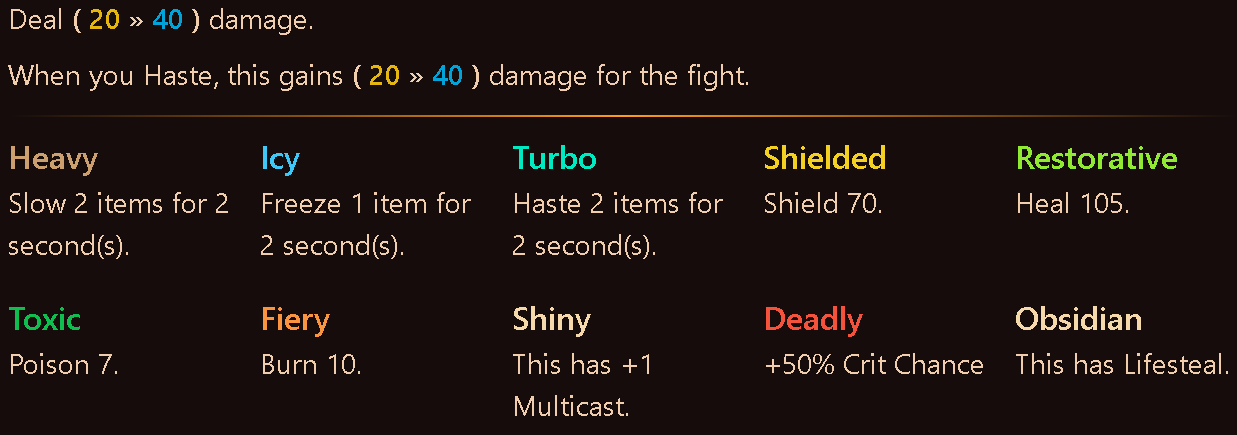 Deal ( 20 » 40 ) damage.
When you Haste, this gains ( 20 » 40 ) damage for the fight.
Heavy
Slow 2 items for 2
second(s).
Icy
Freeze 1 item for
2 second(s).
Turbo
Haste 2 items for
2 second(s).
Shielded
Shield 70.
Restorative
Heal 105.
Toxic
Poison 7.
Fiery
Burn 10.
Shiny
This has +1
Multicast.
Deadly
+50% Crit Chance
Obsidian
This has Lifesteal.